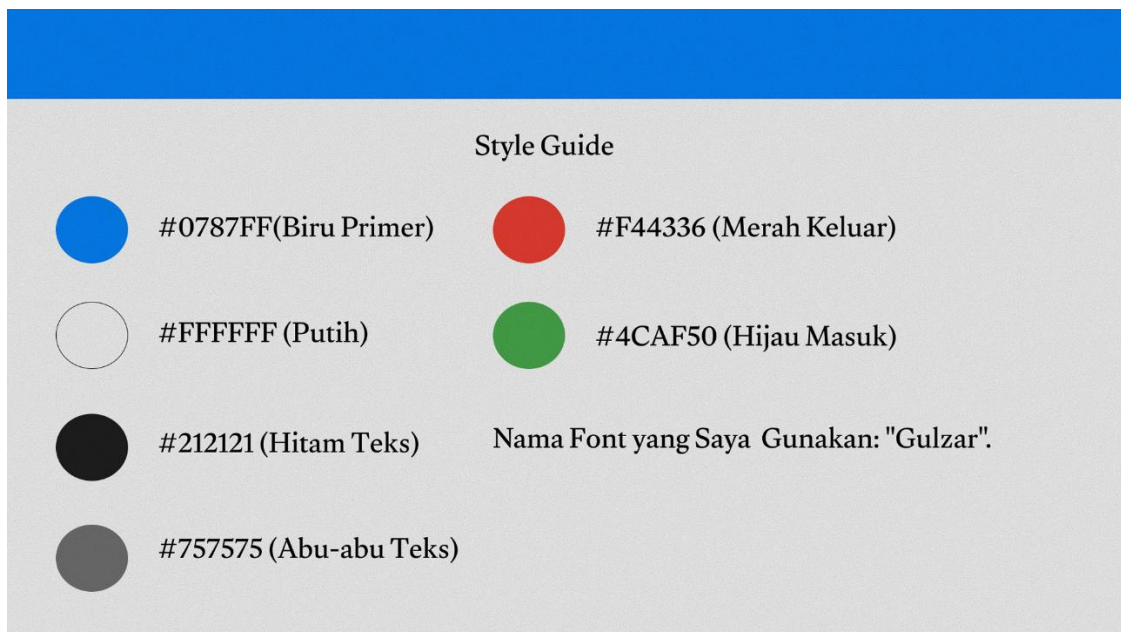 Style Guide
#0787FF(Biru Primer)
#F44336 (Merah Keluar)
#FFFFFF (Putih)
#4CAF50 (Hijau Masuk)
#212121 (Hitam Teks)
Nama Font yang Saya  Gunakan: "Gulzar".
#757575 (Abu-abu Teks)